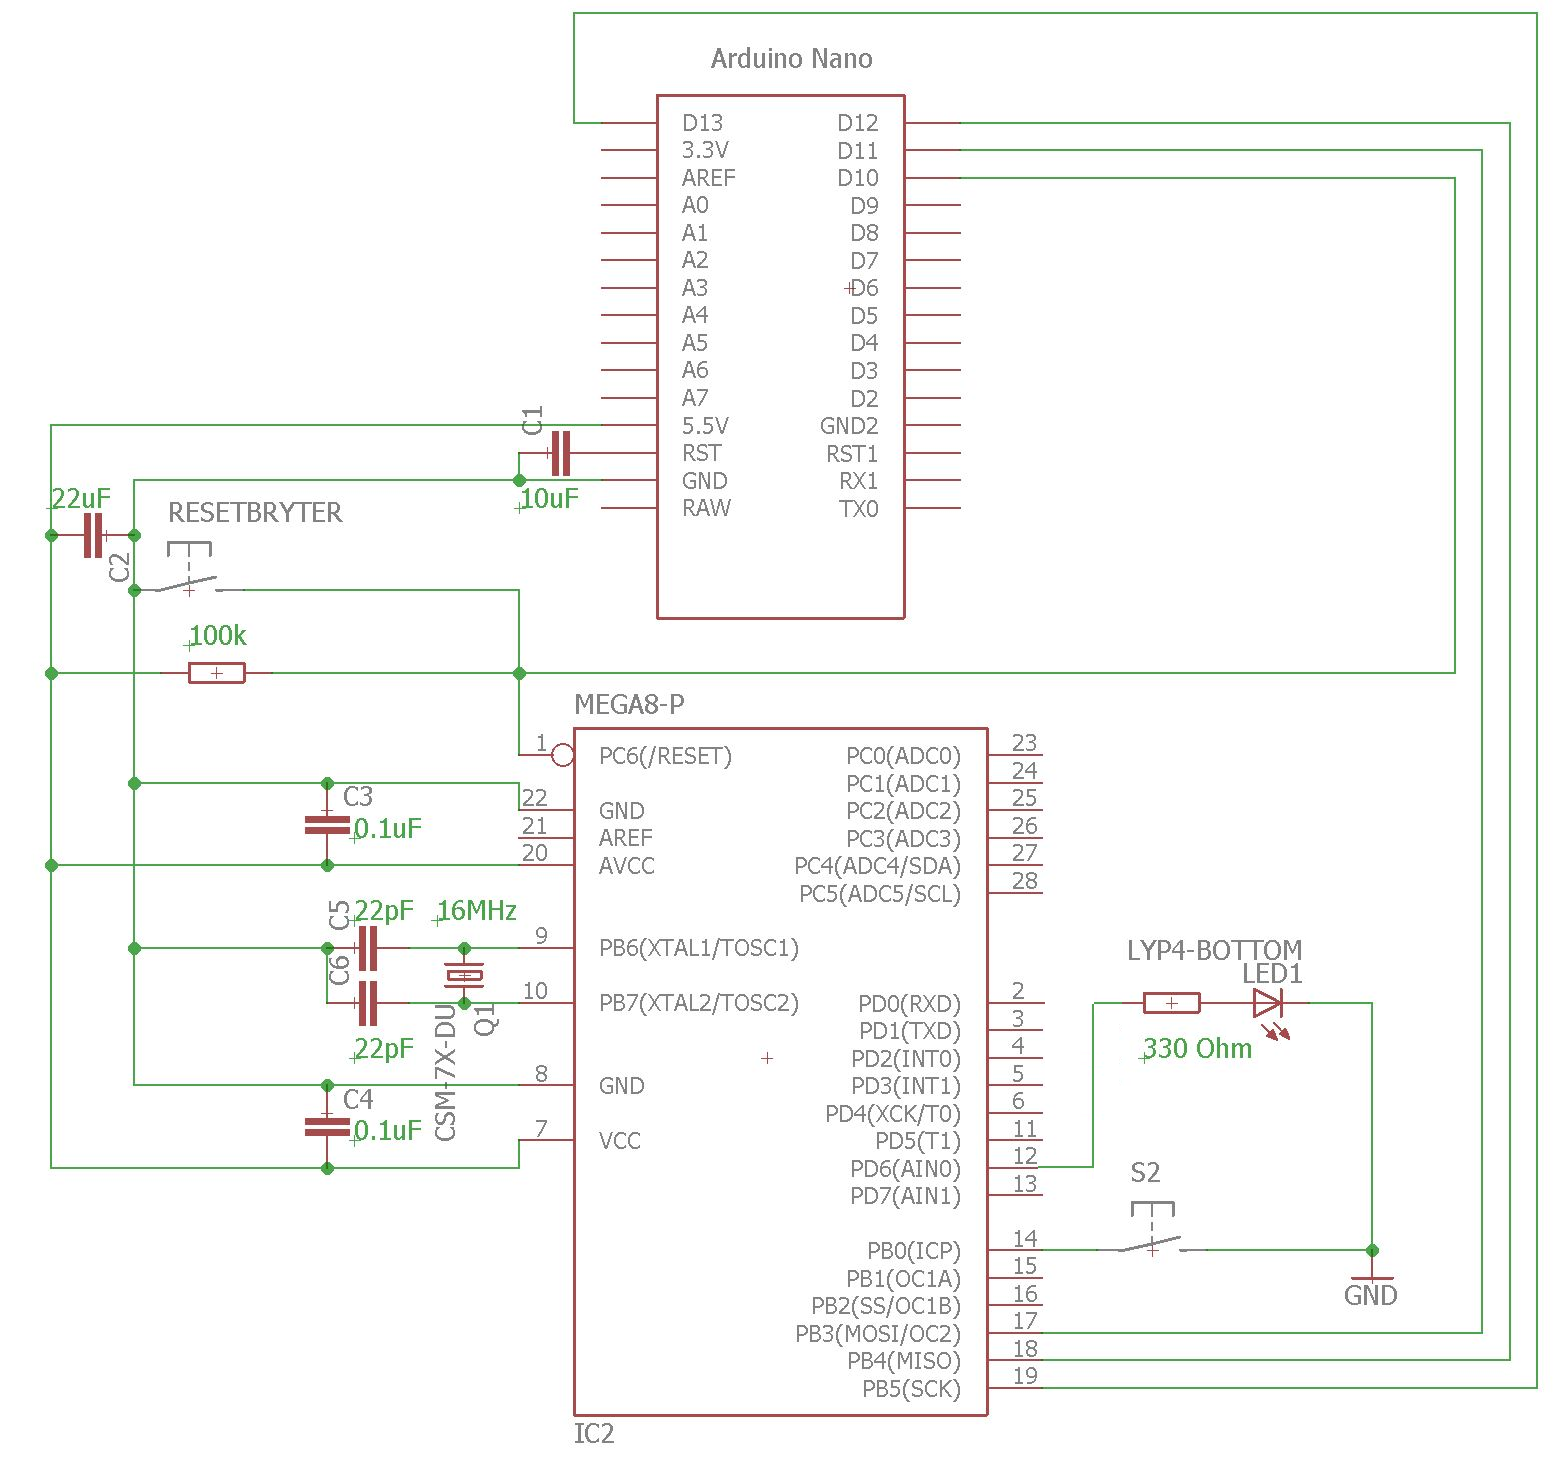 Arduino Nano
D13 D12
3.3V D11
AREF D10
A0 D9
A1 D8
A2 D7
A3 D6
A4 D5
A5 D4
A6 D3
A7 D2
5.5V GND2
RST RST1
GND RX1
RAW TX0
C1
10uF
22uF
C2
RESETBRYTER
100k
MEGA8-P
1 PC6(/RESET) PC0(ADC0) 23
PC1(ADC1) 24
22 GND PC2(ADC2) 25
21 AREF PC3(ADC3) 26
20 AVCC PC4(ADC4/SDA) 27
PC5(ADC5/SCL) 28
C3
0.1uF
C5
22pF
16MHz
9 PB6(XTAL1/TOSC1)
C6
22pF
10 PB7(XTAL2/TOSC2) PD0(RXD) 2
Q1
CSM-7X-DU
PD1(TXD) 3
PD2(INT0) 4
8 GND PD3(INT1) 5
PD4(XCK/T0) 6
C4
0.1uF
7 VCC PD5(T1) 11
PD6(AIN0) 12
PD7(AIN1) 13
LYP4-BOTTOM
LED1
330 Ohm
S2
PB0(ICP) 14
PB1(OC1A) 15
PB2(SS/OC1B) 16
PB3(MOSI/OC2) 17
PB4(MISO) 18
PB5(SCK) 19
GND
IC2